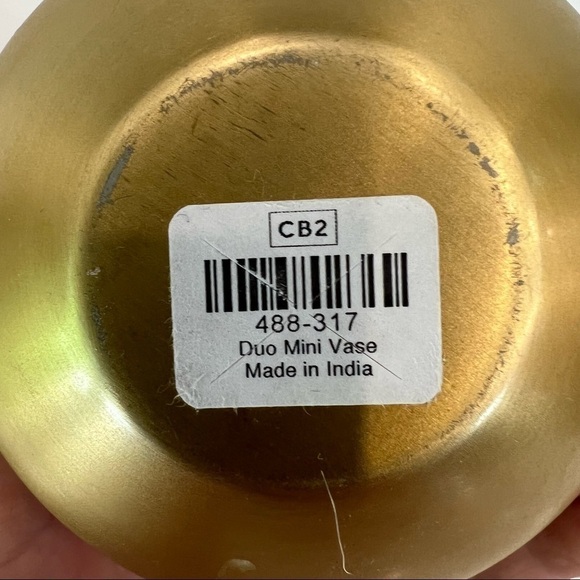 CB2
488-317
Duo Mini Vase
Made in India